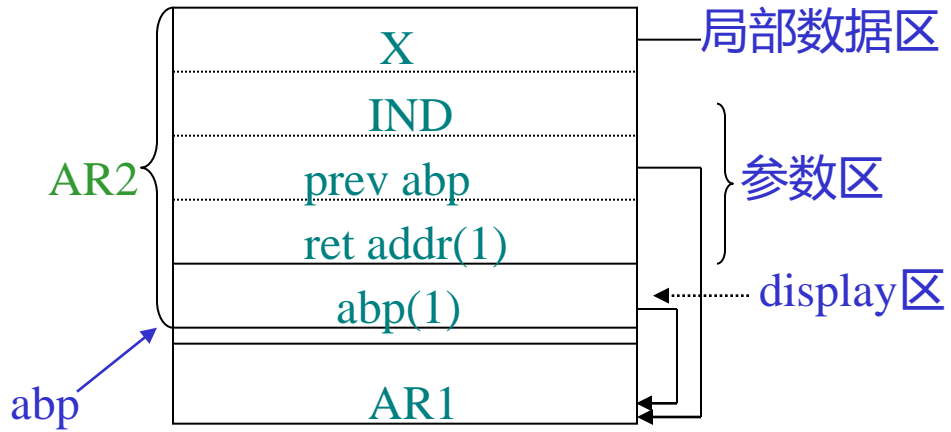 局部数据区
X
IND
AR2
prev abp
参数区
ret addr(1)
display区
abp(1)
abp
AR1